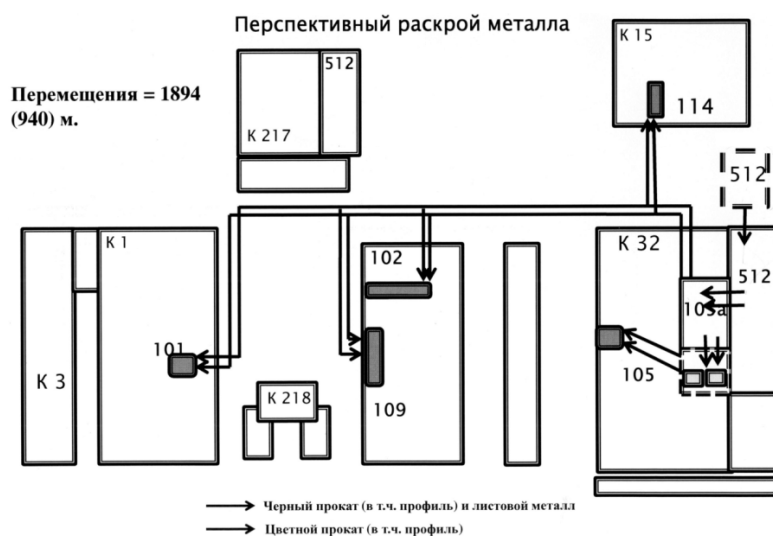 Перспективный раскрой металла
К 15
512
Перемещения = 1894
(940) м.
114
К 217
512
К 1
К 32
102
512
103а
101
К 3
105
К 218
109
Черный прокат (в т.ч. профиль) и листовой металл
Цветной прокат (в т.ч. профиль)